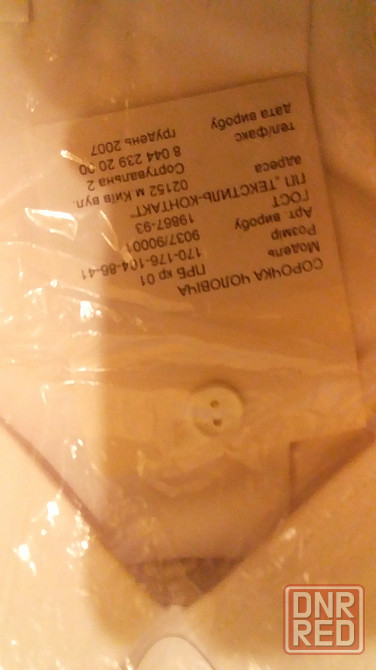 СОРОЧКА ЧОЛОВІЧА
Модель ПРБ кр 01
Розмір 170-176-104-86-41
Арт. виробу 9037/90001
ГОСТ 19867-93
ПП „ТЕКСТИЛЬ-КОНТАКТ"
адреса 02152 м Київ вул.
Сортувальна 2
тел/факс 8 044 239 20 00
дата виробу грудень 2007
DNR
RED